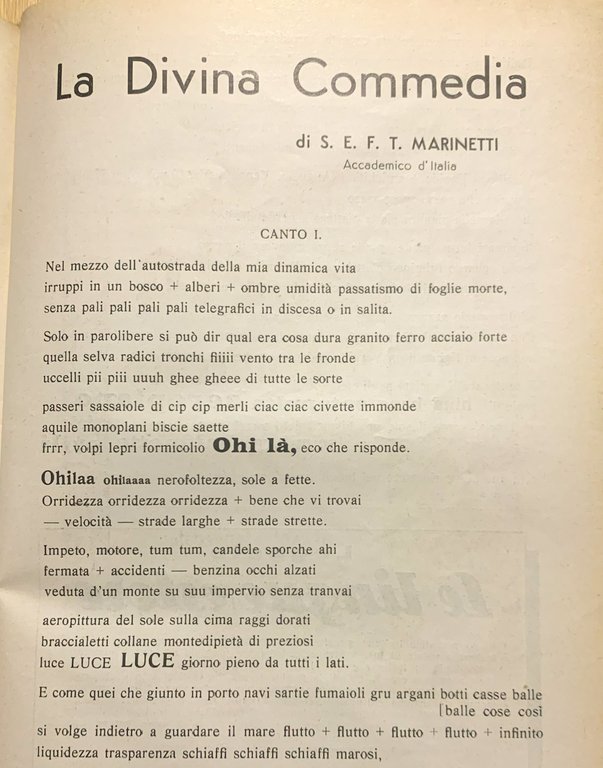 La Divina Commedia
di S. E. F. T. MARINETTI
Accademico d'Italia
CANTO I.
Nel mezzo dell'autostrada della mia dinamica vita
irruppi in un bosco + alberi + ombre umidità passatismo di foglie morte,
senza pali pali pali pali telegrafici in discesa o in salita.
Solo in parolibere si può dir qual era cosa dura granito ferro acciaio forte
quella selva radici tronchi fiiiii vento tra le fronde
uccelli pii piii uuuh ghee gheee di tutte le sorte
passeri sassaiole di cip cip merli ciac ciac civette immonde
aquile monoplani biscie saette
frrr, volpi lepri formicolio Ohi là, eco che risponde.
Ohilaa ohilaaaa nerofoltezza, sole a fette.
Orridezza orridezza orridezza + bene che vi trovai
— velocità — strade larghe + strade strette.
Impeto, motore, tum tum, candele sporche ahi
fermata + accidenti — benzina occhi alzati
veduta d'un monte su suu impervio senza tranvai
aeropittura del sole sulla cima raggi dorati
braccialetti collane montedipietà di preziosi
luce LUCE LUCE giorno pieno da tutti i lati.
E come quei che giunto in porto navi sartie fumaioli gru argani botti casse balle
[balle cose così
si volge indietro a guardare il mare flutto + flutto + flutto + flutto + infinito
liquidezza trasparenza schiaffi schiaffi schiaffi marosi,